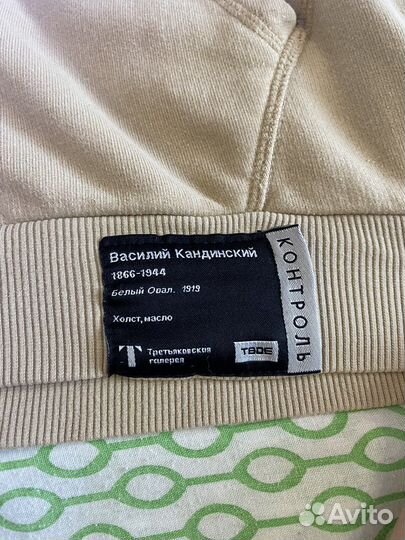 Василий Кандинский
1866-1944
Белый Овал. 1919
Холст, масло
Т Третьяковская
галерея
ТВОЕ
КОНТРОЛЬ
Avito